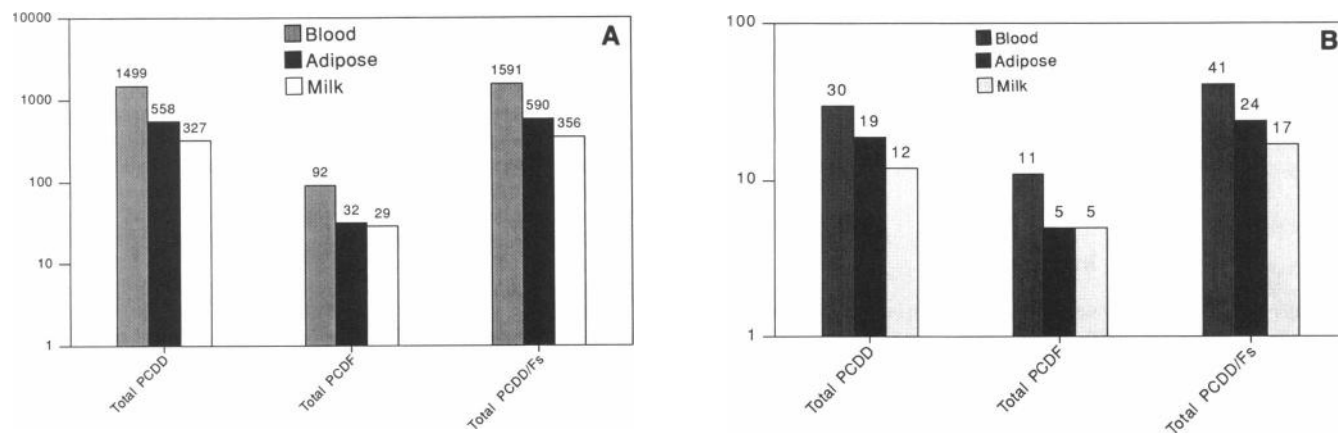 10000
1000
100
10
1
Blood
Adipose
Milk
A
1499
558
327
92
32
29
1591
590
356
Total PCDD
Total PCDF
Total PCDD/Fs
100
10
1
Blood
Adipose
Milk
B
30
19
12
11
5
5
41
24
17
Total PCDD
Total PCDF
Total PCDD/Fs